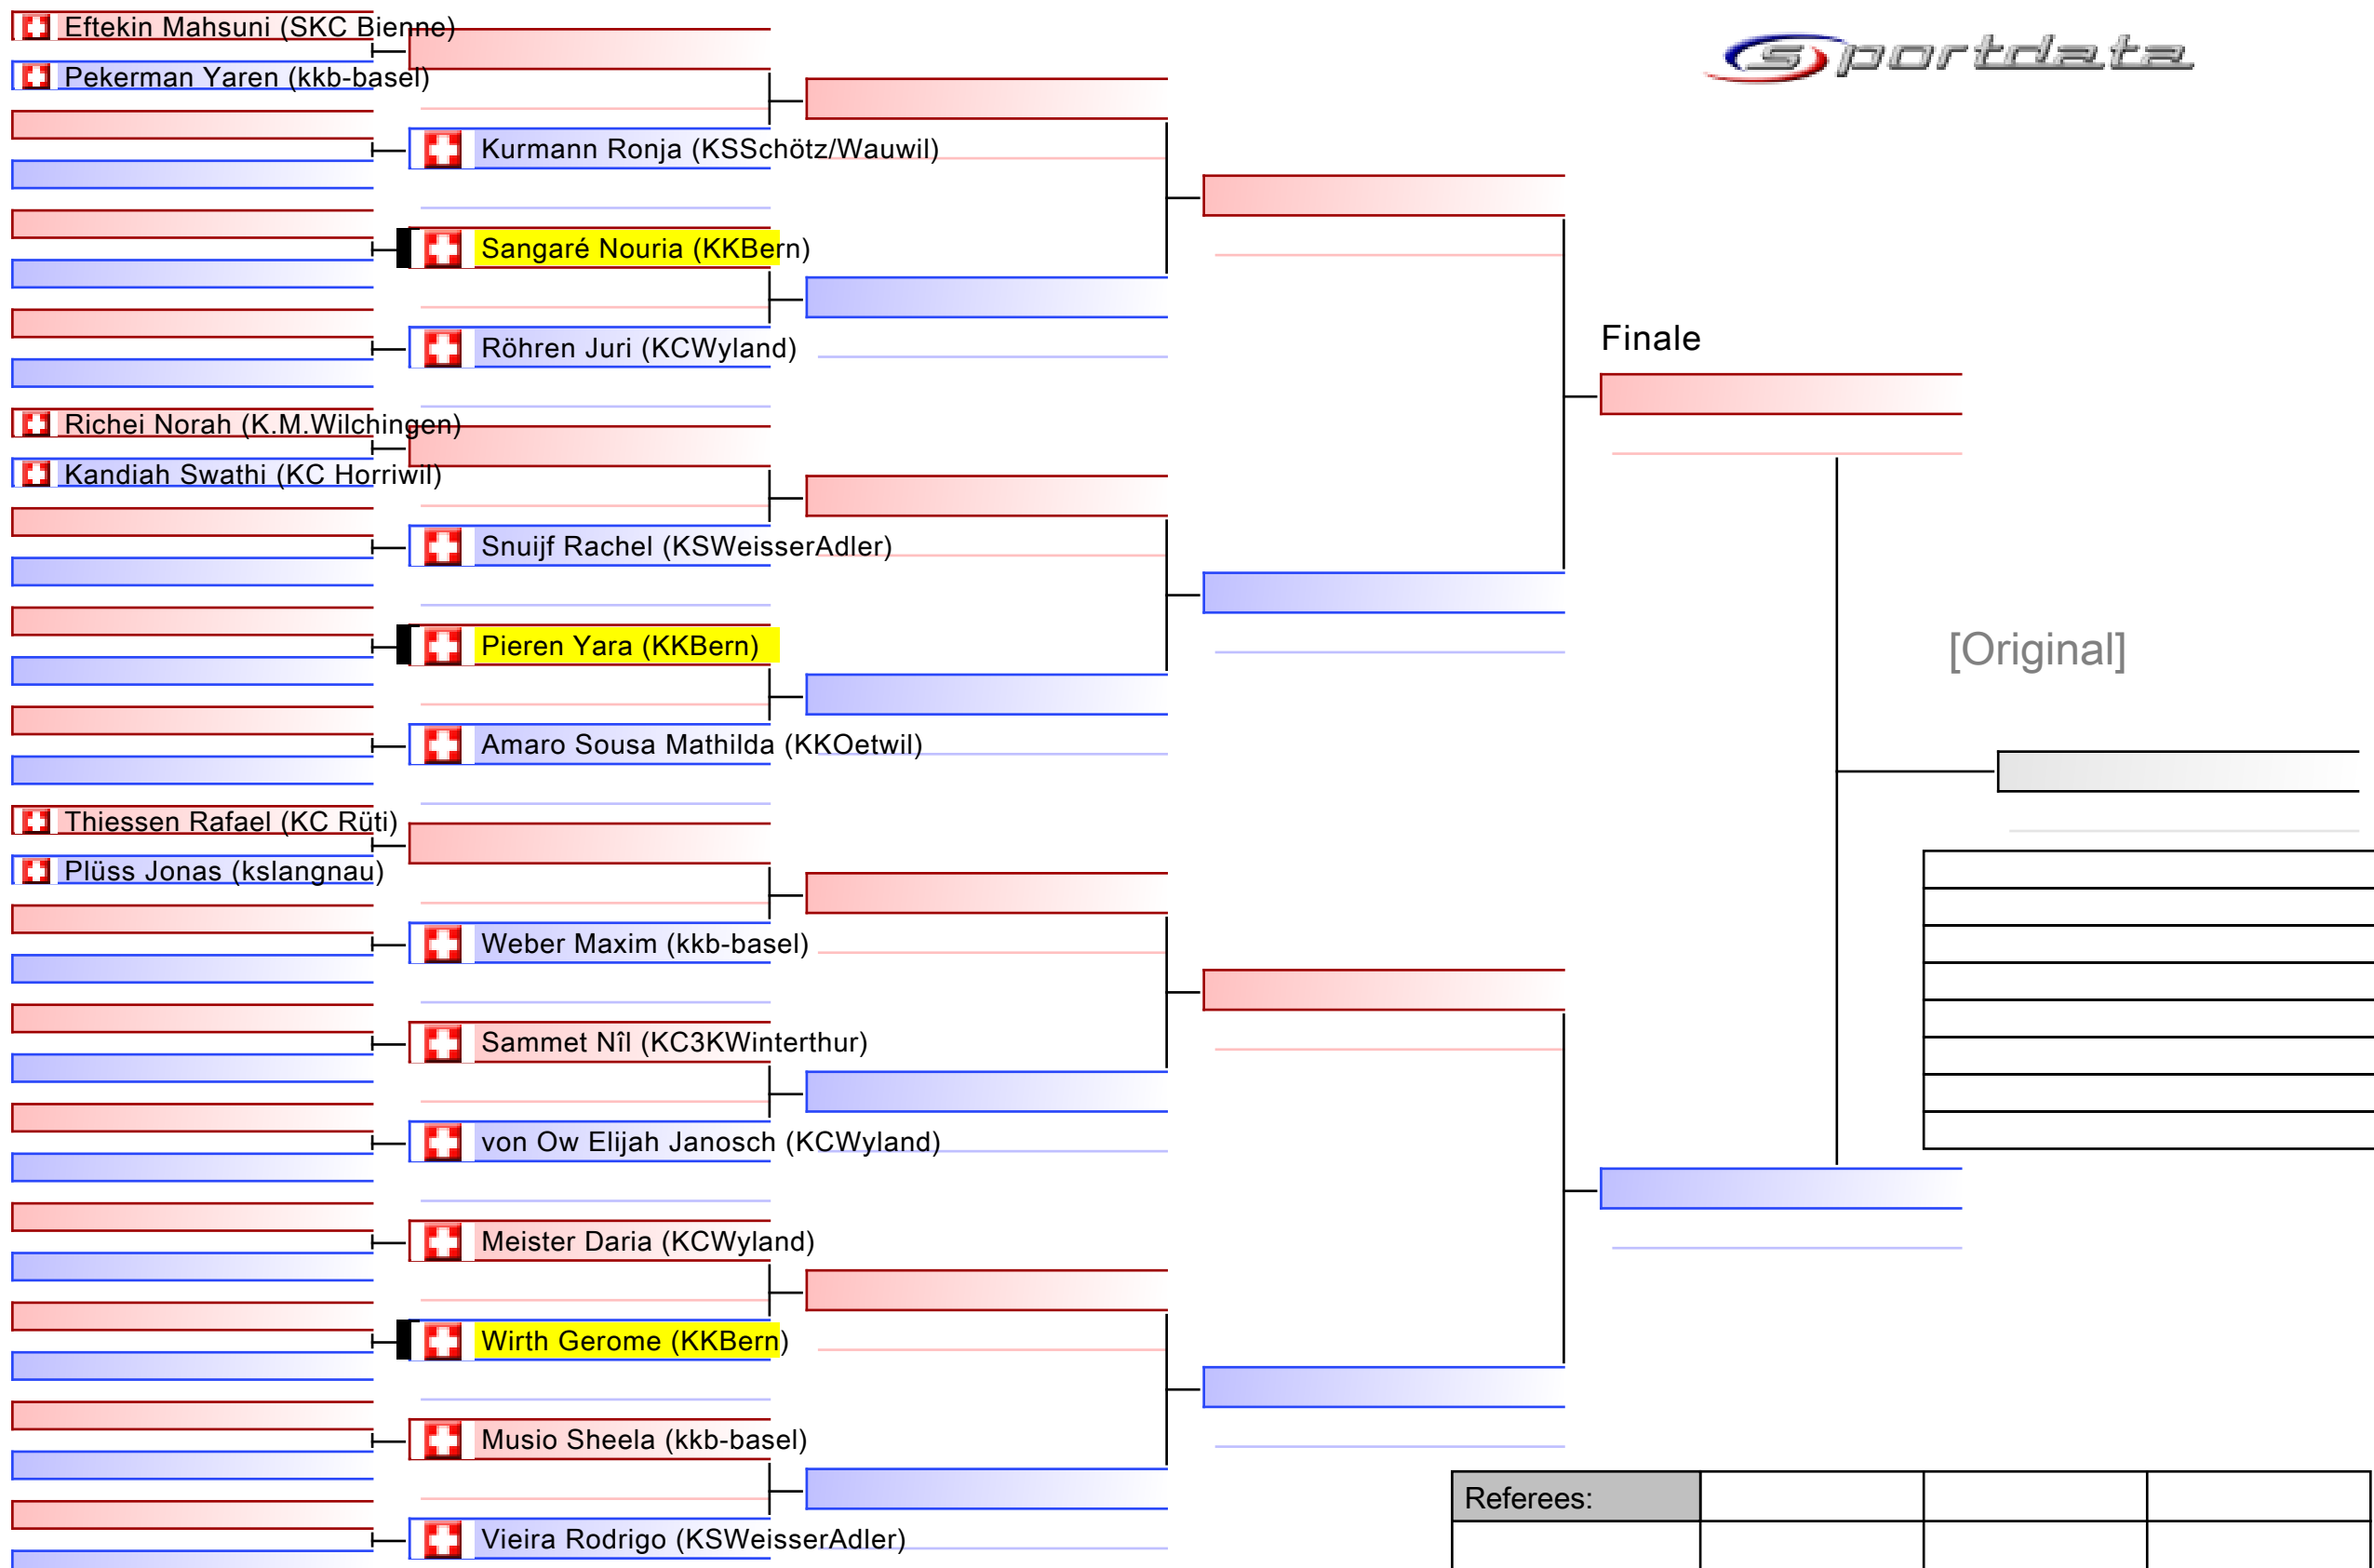 Eftekin Mahsuni (SKC Bienne)
sportdata
Pekerman Yaren (kkb-basel)
Kurmann Ronja (KSSchötz/Wauwil)
Sangaré Nouria (KKBern)
Röhren Juri (KCWyland)
Finale
Richei Norah (K.M.Wilchingen)
Kandiah Swathi (KC Horriwil)
Snuijf Rachel (KSWeisserAdler)
Pieren Yara (KKBern)
[Original]
Amaro Sousa Mathilda (KKOetwil)
Thiessen Rafael (KC Rüti)
Plüss Jonas (kslangnau)
Weber Maxim (kkb-basel)
Sammet Nîl (KC3KWinterthur)
von Ow Elijah Janosch (KCWyland)
Meister Daria (KCWyland)
Wirth Gerome (KKBern)
Musio Sheela (kkb-basel)
Referees:
Vieira Rodrigo (KSWeisserAdler)